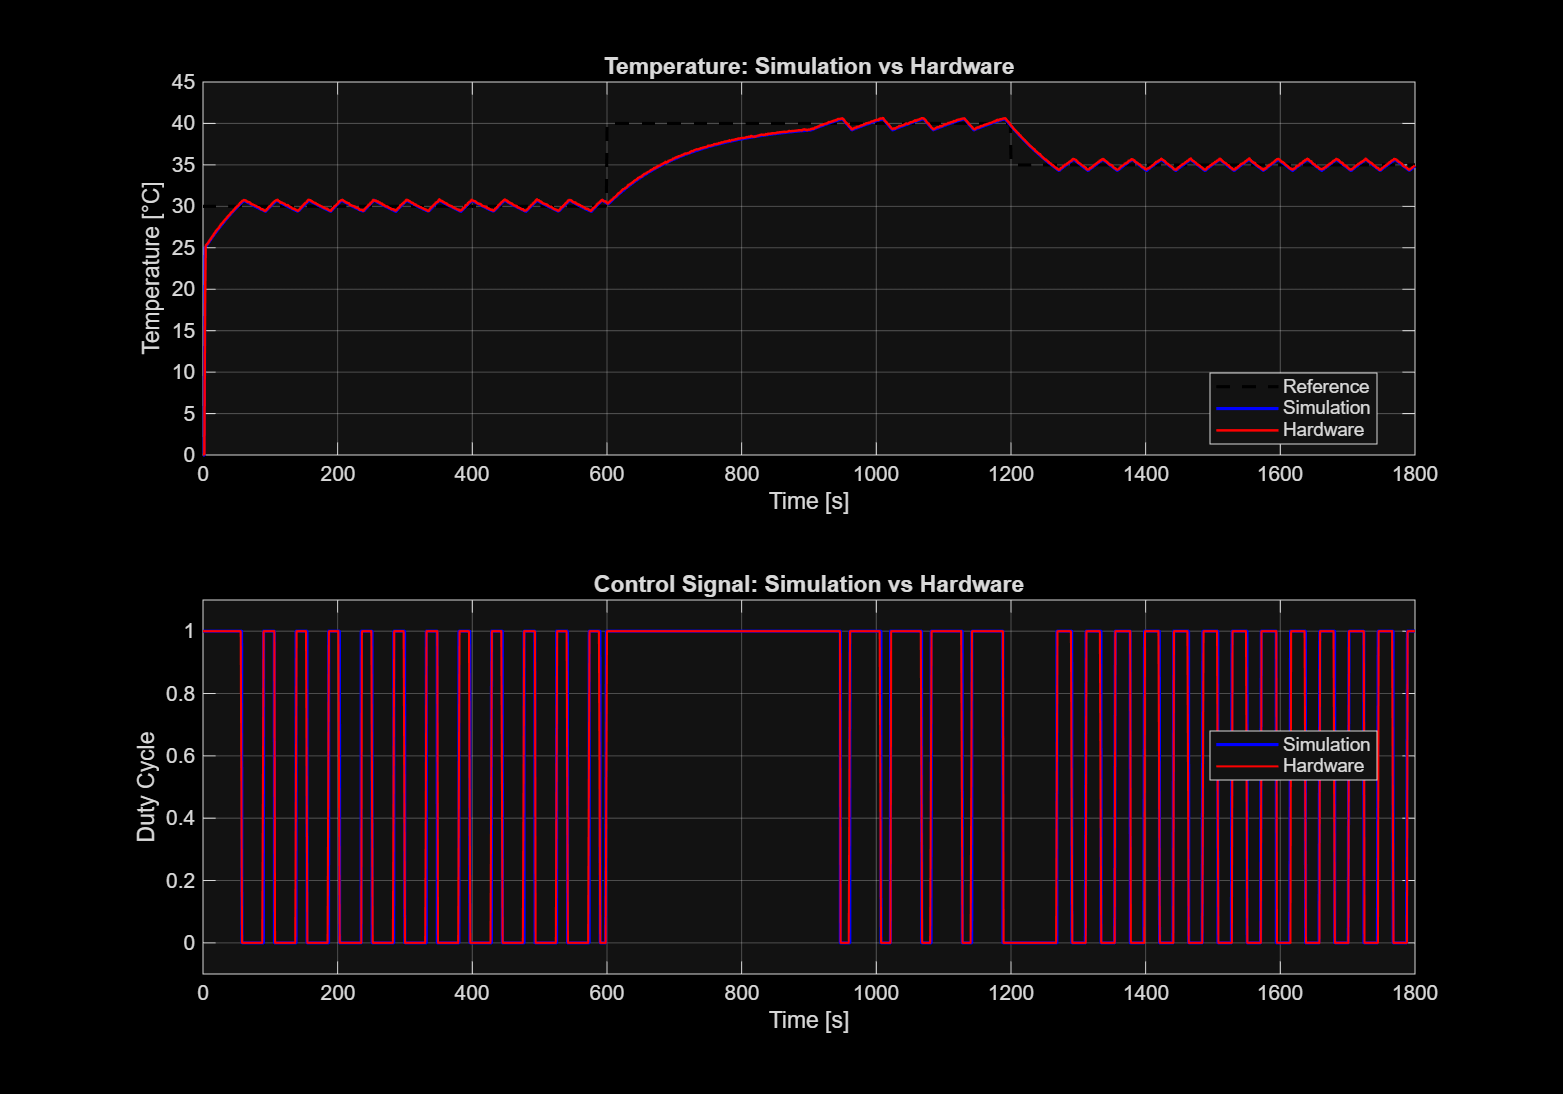 Temperature: Simulation vs Hardware
45
40
35
30
25
20
15
10
5
0
Temperature [°C]
Reference
Simulation
Hardware
0 200 400 600 800 1000 1200 1400 1600 1800
Time [s]
Control Signal: Simulation vs Hardware
1
0.8
0.6
0.4
0.2
0
Duty Cycle
Simulation
Hardware
0 200 400 600 800 1000 1200 1400 1600 1800
Time [s]